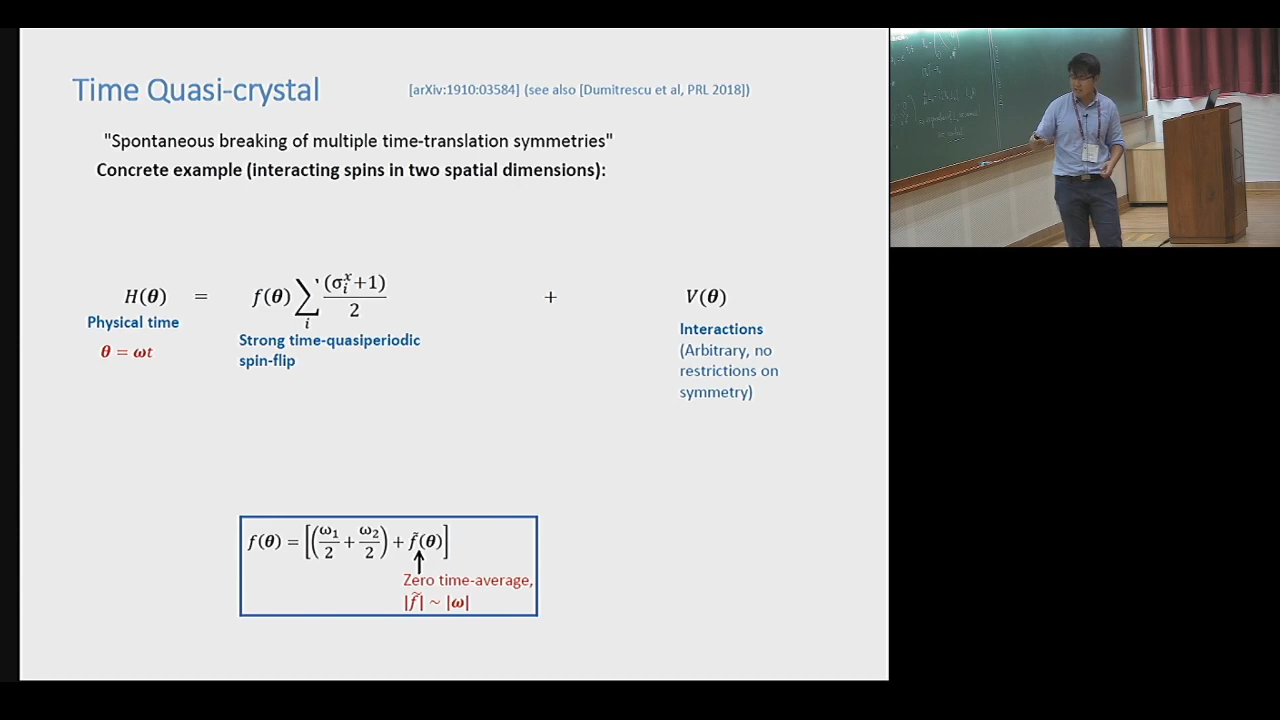 Time Quasi-crystal [arXiv:1910:03584] (see also [Dumitrescu et al, PRL 2018])
"Spontaneous breaking of multiple time-translation symmetries"
Concrete example (interacting spins in two spatial dimensions):
H(θ) = f(θ) ∑_i (σ_i^x+1)/2 + V(θ)
Physical time
θ = ωt
Strong time-quasiperiodic
spin-flip
Interactions
(Arbitrary, no
restrictions on
symmetry)
f(θ) = [(ω₁/2 + ω₂/2) + f̃(θ)]
Zero time-average,
|f̃| ~ |ω|